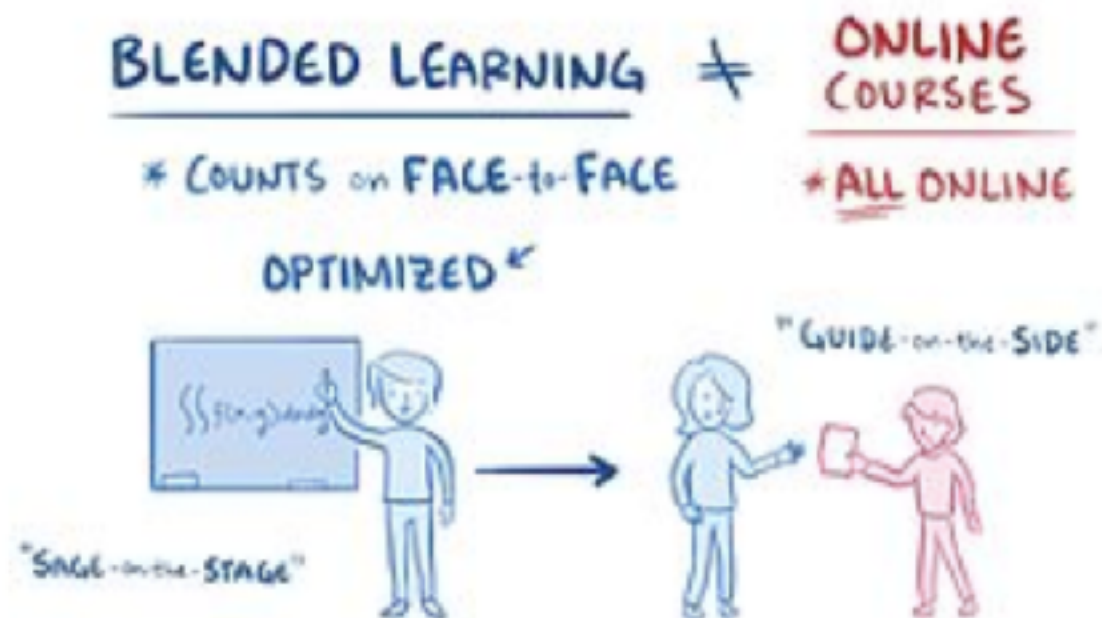 BLENDED LEARNING ≠ ONLINE COURSES
* COUNTS on FACE-to-FACE
* ALL ONLINE
OPTIMIZED
"GUIDE-on-the-SIDE"
∫∫f(x,y)dxdy
"SAGE-on-the-STAGE"